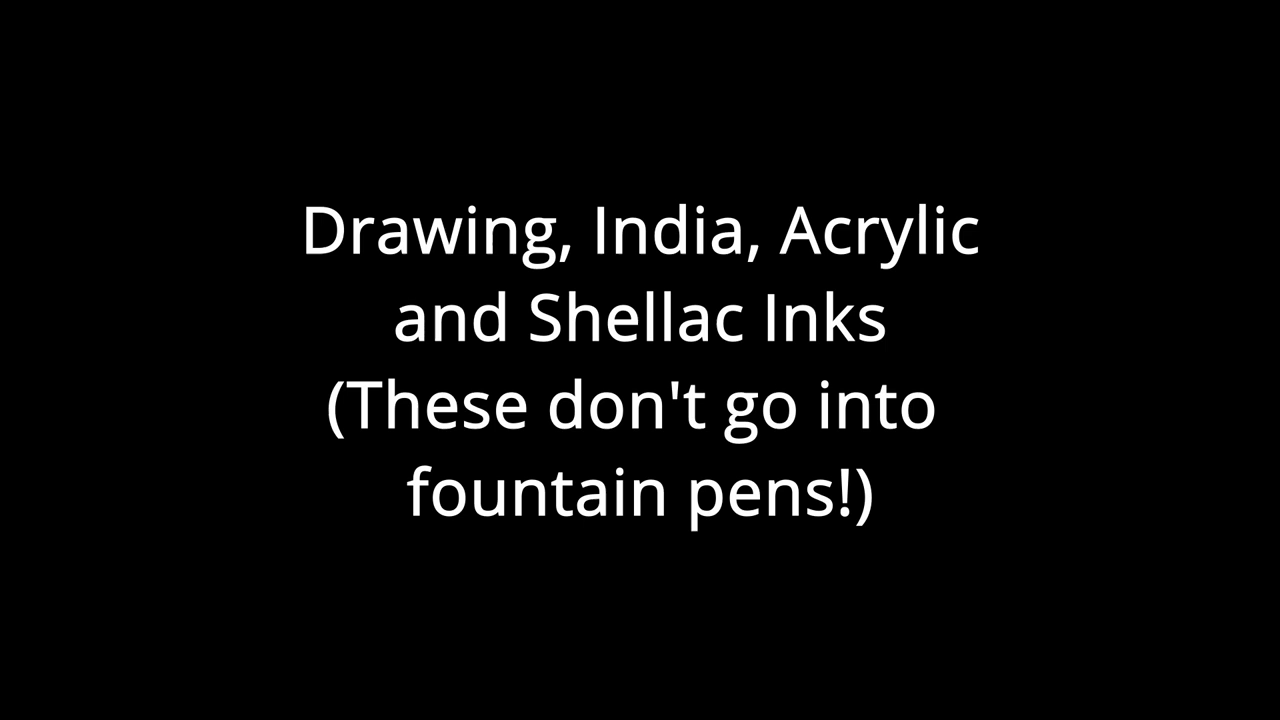 Drawing, India, Acrylic
and Shellac Inks
(These don't go into
fountain pens!)